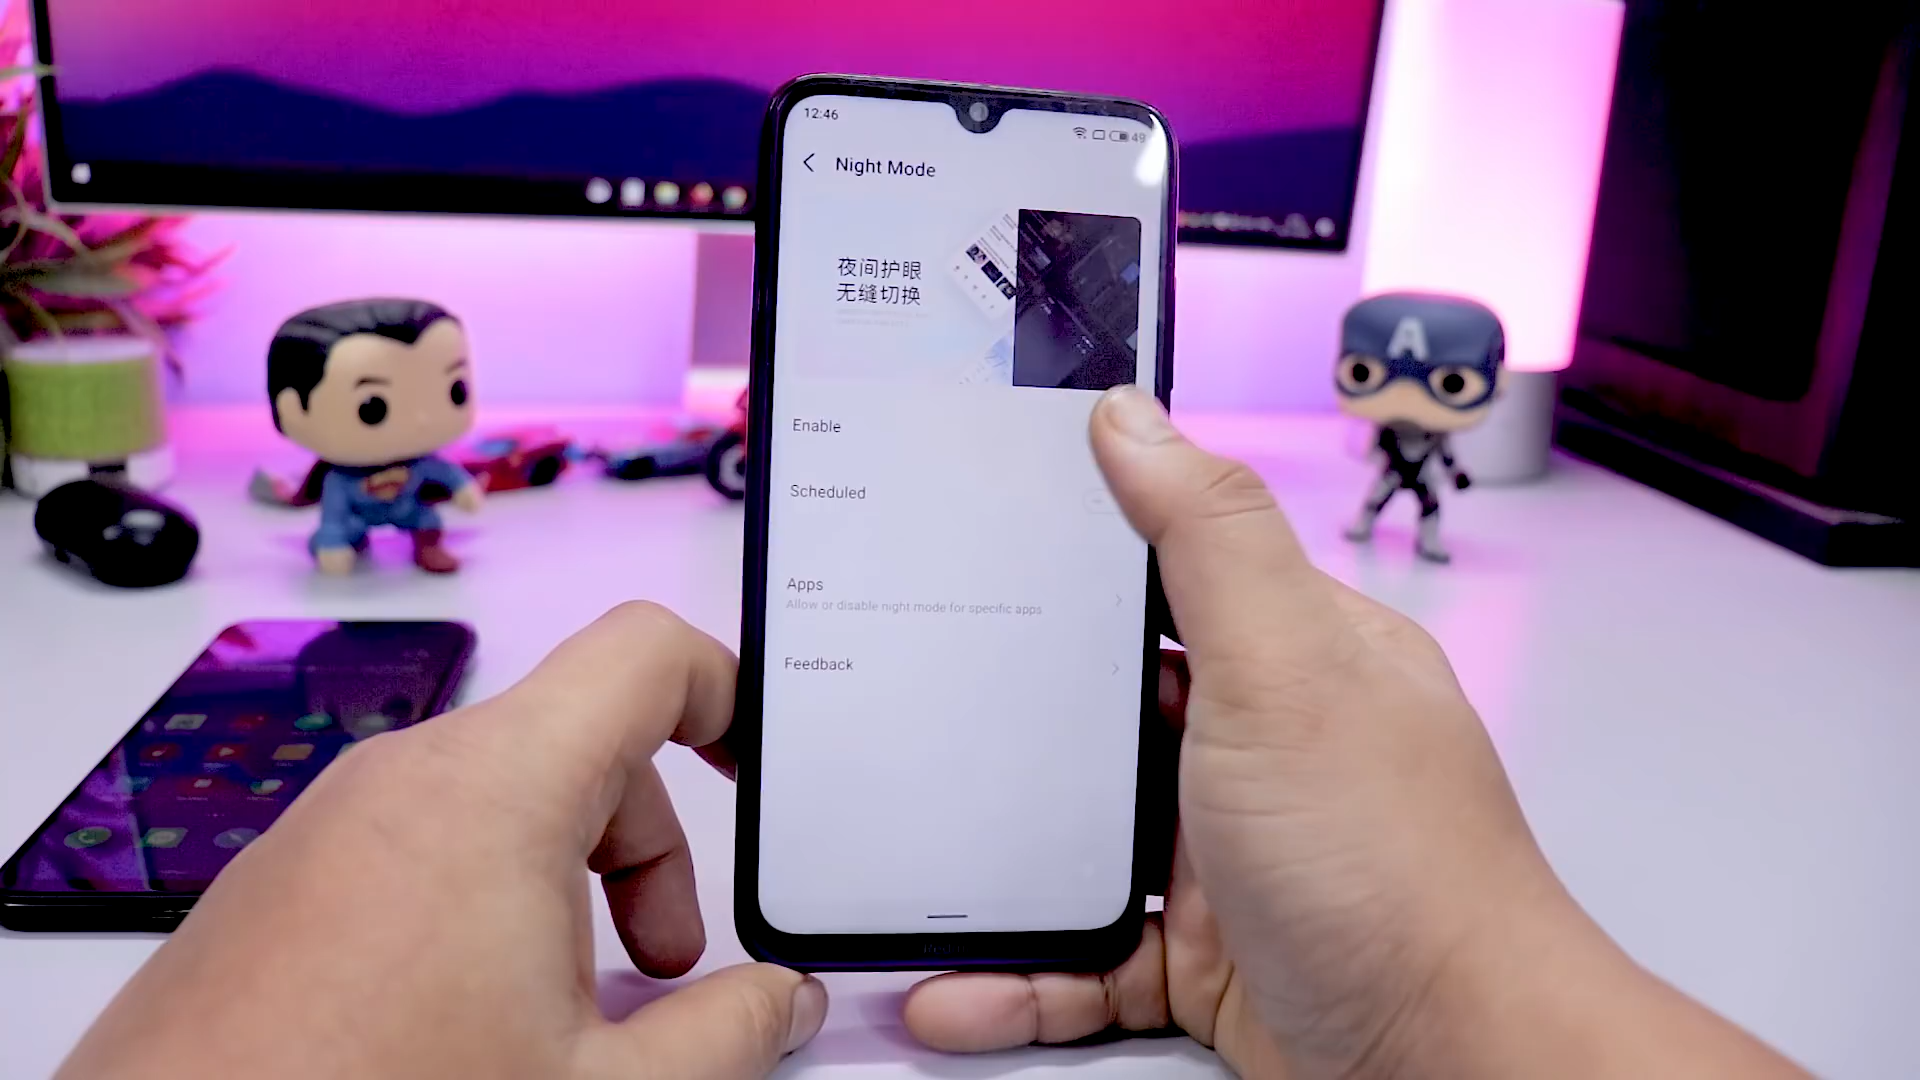 12:46
49
Night Mode
夜间护眼
无缝切换
Enable
Scheduled
Apps
Allow or disable night mode for specific apps
Feedback
A